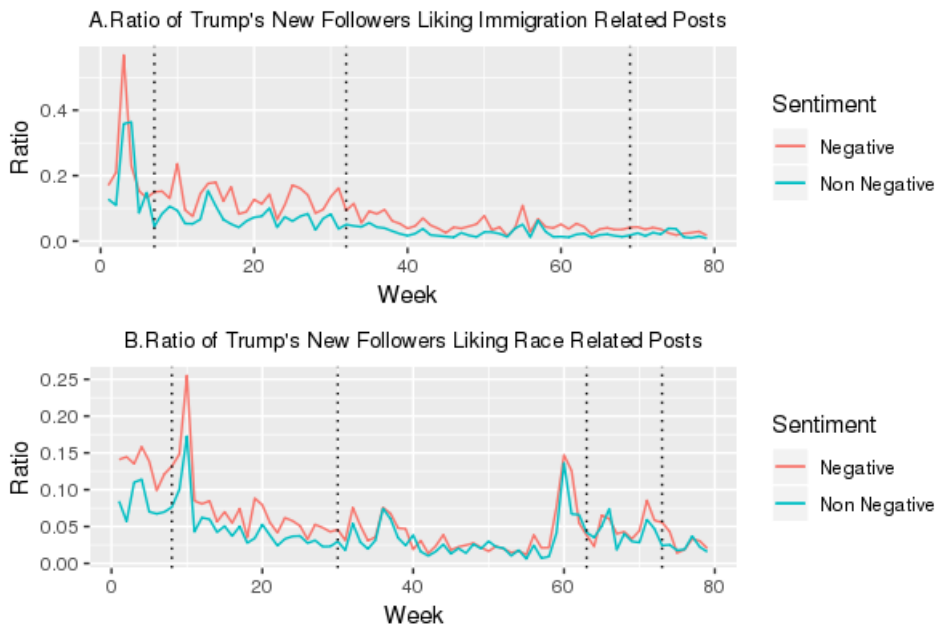 A.Ratio of Trump's New Followers Liking Immigration Related Posts
Ratio
0.4
0.2
0.0
0 20 40 60 80
Week
Sentiment
Negative
Non Negative
B.Ratio of Trump's New Followers Liking Race Related Posts
Ratio
0.25
0.20
0.15
0.10
0.05
0.00
0 20 40 60 80
Week
Sentiment
Negative
Non Negative